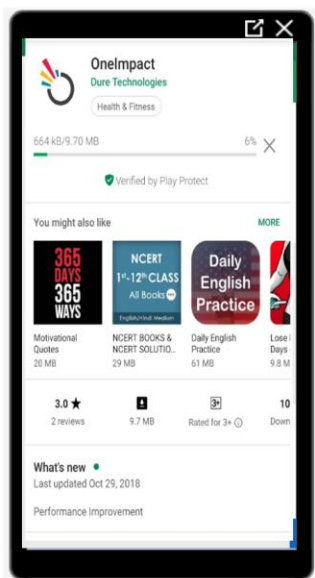 OneImpact
Dure Technologies
Health & Fitness
664 kB/9.70 MB 6%
Verified by Play Protect
You might also like MORE
365
DAYS
365
WAYS
NCERT
1st-12th CLASS
All Books
English/Hindi Medium
Daily
English
Practice
Motivational
Quotes
20 MB
NCERT BOOKS &
NCERT SOLUTIO...
29 MB
Daily English
Practice
61 MB
Lose
Days
9.8 M
3.0 ★
2 reviews
9.7 MB
3+
Rated for 3+
10
Down
What's new
Last updated Oct 29, 2018
Performance Improvement